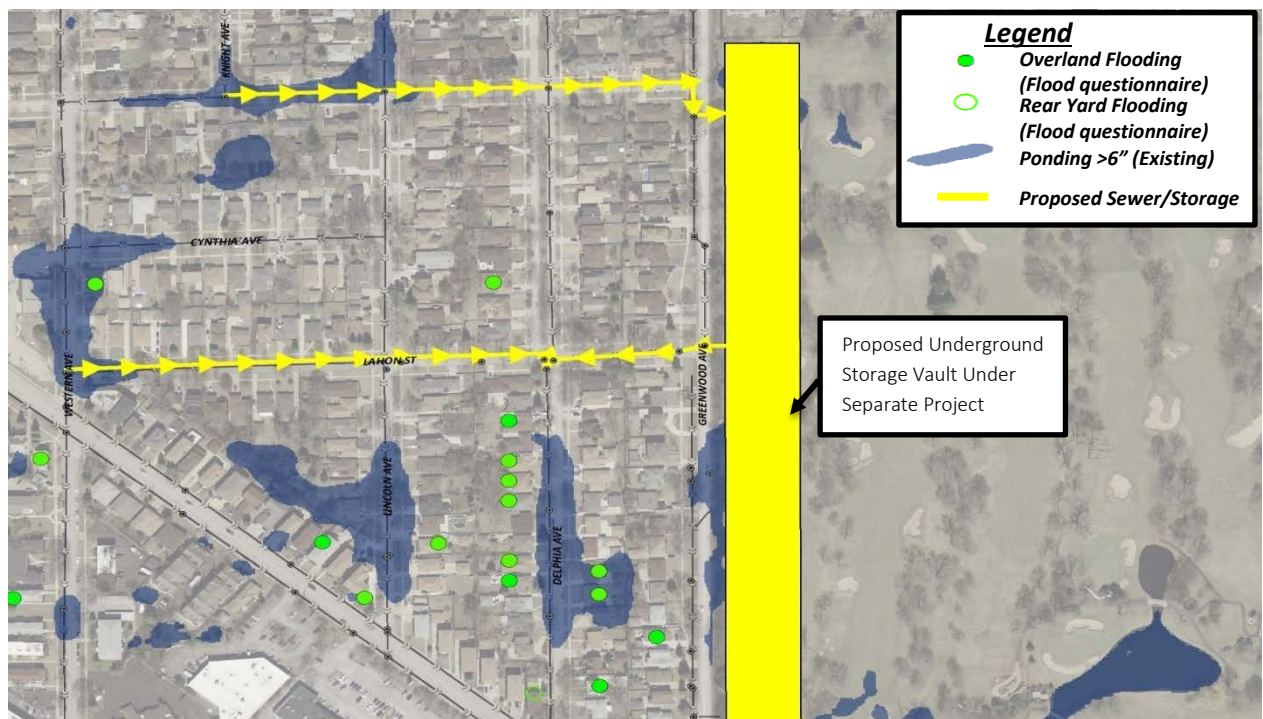 Legend
Overland Flooding
(Flood questionnaire)
Rear Yard Flooding
(Flood questionnaire)
Ponding >6” (Existing)
Proposed Sewer/Storage
KNIGHT AVE
CYNTHIA AVE
LAHON ST
WESTERN AVE
LINCOLN AVE
DELPHIA AVE
GREENWOOD AVE
Proposed Underground
Storage Vault Under
Separate Project